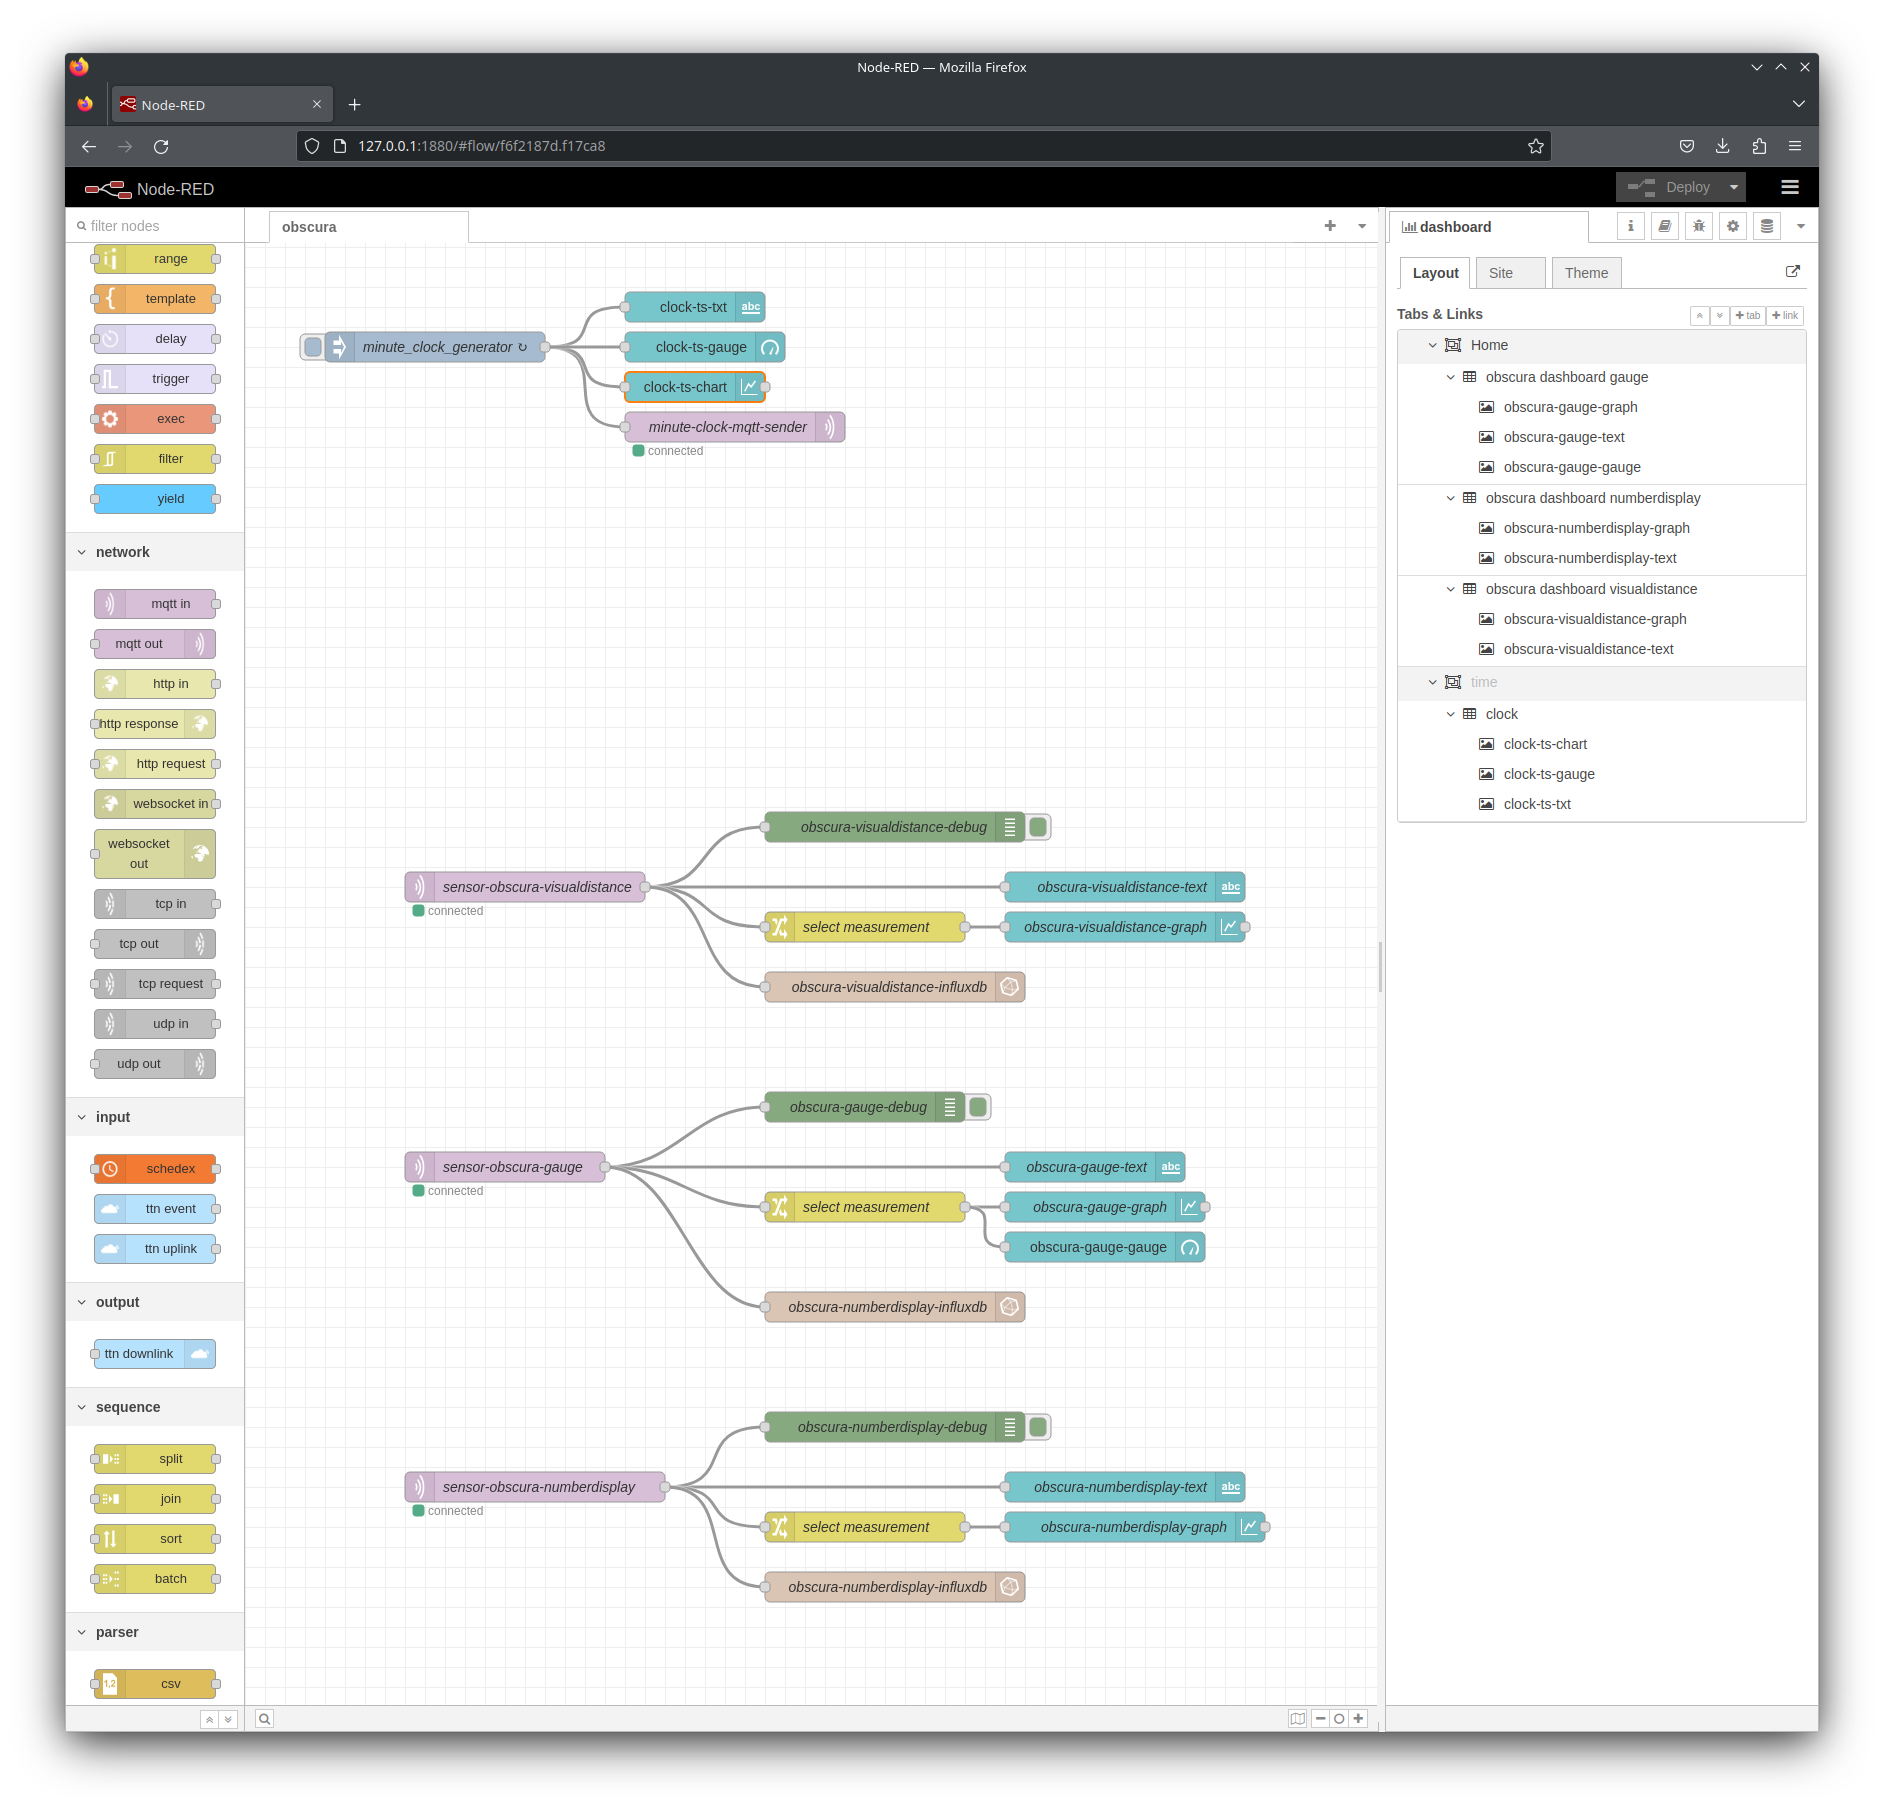 Node-RED — Mozilla Firefox
Node-RED
127.0.0.1:1880/#flow/f6f2187d.f17ca8
Node-RED
Deploy
filter nodes
range
template
delay
trigger
exec
filter
yield
network
mqtt in
mqtt out
http in
http response
http request
websocket in
websocket
out
tcp in
tcp out
tcp request
udp in
udp out
input
schedex
ttn event
ttn uplink
output
ttn downlink
sequence
split
join
sort
batch
parser
1,2
csv
obscura
minute_clock_generator ↻
clock-ts-txt
abc
clock-ts-gauge
clock-ts-chart
minute-clock-mqtt-sender
connected
obscura-visualdistance-debug
sensor-obscura-visualdistance
connected
obscura-visualdistance-text
abc
select measurement
obscura-visualdistance-graph
obscura-visualdistance-influxdb
obscura-gauge-debug
sensor-obscura-gauge
connected
obscura-gauge-text
abc
select measurement
obscura-gauge-graph
obscura-gauge-gauge
obscura-numberdisplay-influxdb
obscura-numberdisplay-debug
sensor-obscura-numberdisplay
connected
obscura-numberdisplay-text
abc
select measurement
obscura-numberdisplay-graph
obscura-numberdisplay-influxdb
dashboard
i
Layout
Site
Theme
Tabs & Links
tab
link
Home
obscura dashboard gauge
obscura-gauge-graph
obscura-gauge-text
obscura-gauge-gauge
obscura dashboard numberdisplay
obscura-numberdisplay-graph
obscura-numberdisplay-text
obscura dashboard visualdistance
obscura-visualdistance-graph
obscura-visualdistance-text
time
clock
clock-ts-chart
clock-ts-gauge
clock-ts-txt